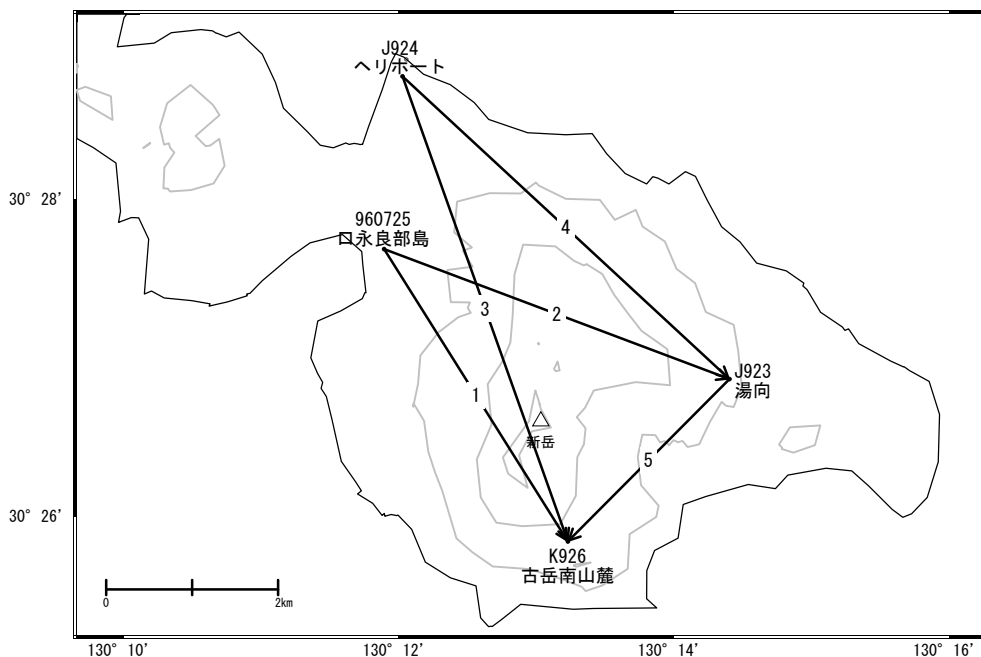 J924
ヘリポート
30° 28'
960725
口永良部島
4
3
2
J923
湯向
1
新岳
5
30° 26'
K926
古岳南山麓
0
2km
130° 10'
130° 12'
130° 14'
130° 16'